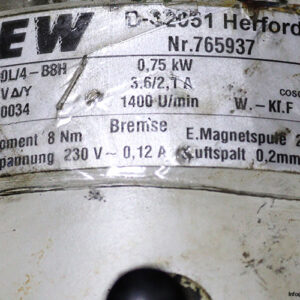 EW D-32051 Herford
Nr.765937
0L/4-B8H 0,75 kW
V Δ/Y 3.6/2,1 A
0034 1400 U/min W.-Kl.F
oment 8 Nm Bremse E.Magnetspule 2
pannung 230 V~ 0,12 A Luftspalt 0,2mm